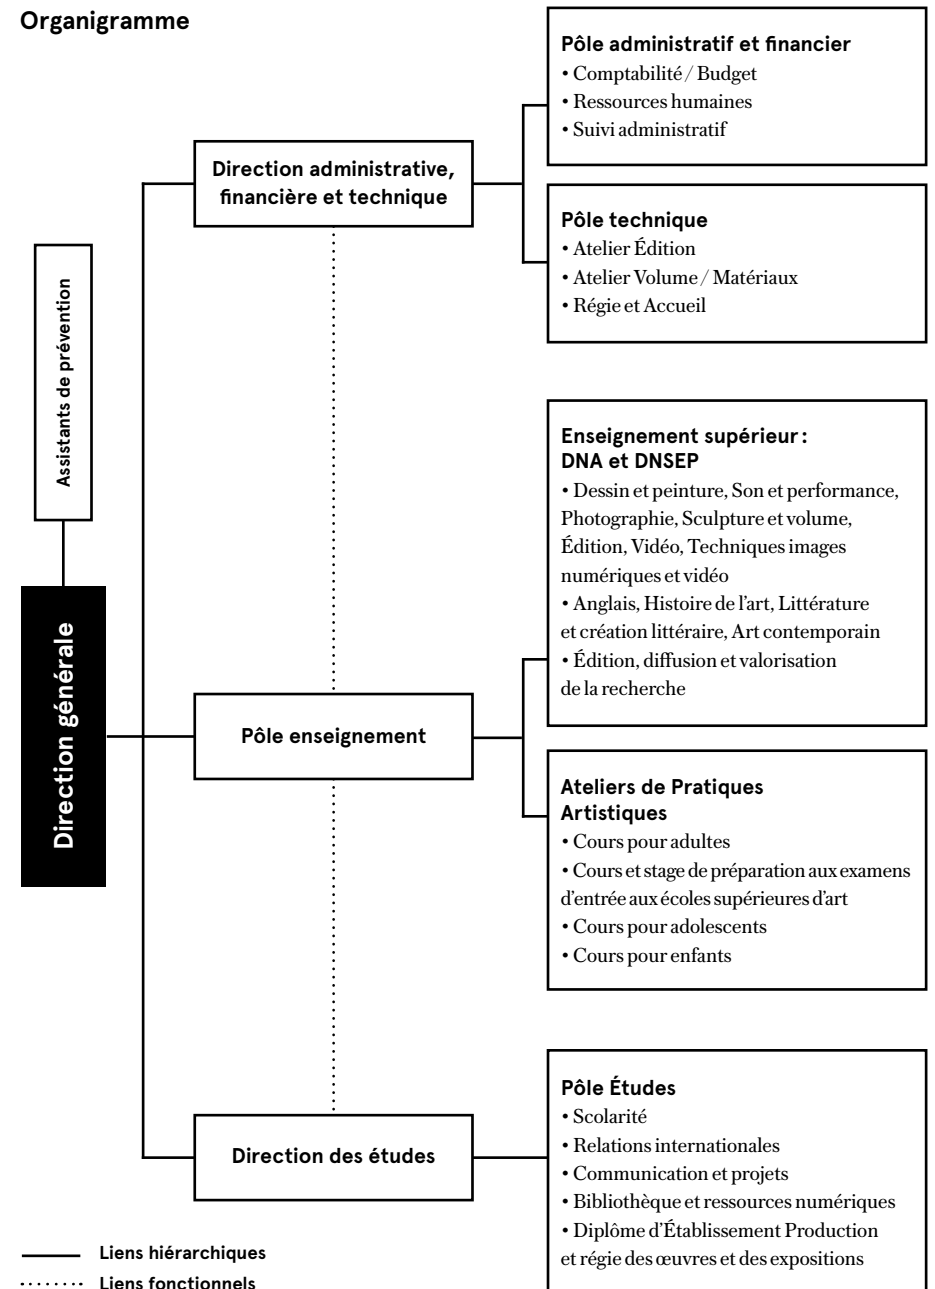 Organigramme
Pôle administratif et financier
• Comptabilité / Budget
• Ressources humaines
• Suivi administratif
Direction administrative,
financière et technique
Pôle technique
• Atelier Édition
• Atelier Volume / Matériaux
• Régie et Accueil
Assistants de prévention
Direction générale
Enseignement supérieur :
DNA et DNSEP
• Dessin et peinture, Son et performance,
Photographie, Sculpture et volume,
Édition, Vidéo, Techniques images
numériques et vidéo
• Anglais, Histoire de l'art, Littérature
et création littéraire, Art contemporain
• Édition, diffusion et valorisation
de la recherche
Pôle enseignement
Ateliers de Pratiques
Artistiques
• Cours pour adultes
• Cours et stage de préparation aux examens
d'entrée aux écoles supérieures d'art
• Cours pour adolescents
• Cours pour enfants
Direction des études
Pôle Études
• Scolarité
• Relations internationales
• Communication et projets
• Bibliothèque et ressources numériques
• Diplôme d'Établissement Production
et régie des œuvres et des expositions
Liens hiérarchiques
Liens fonctionnels